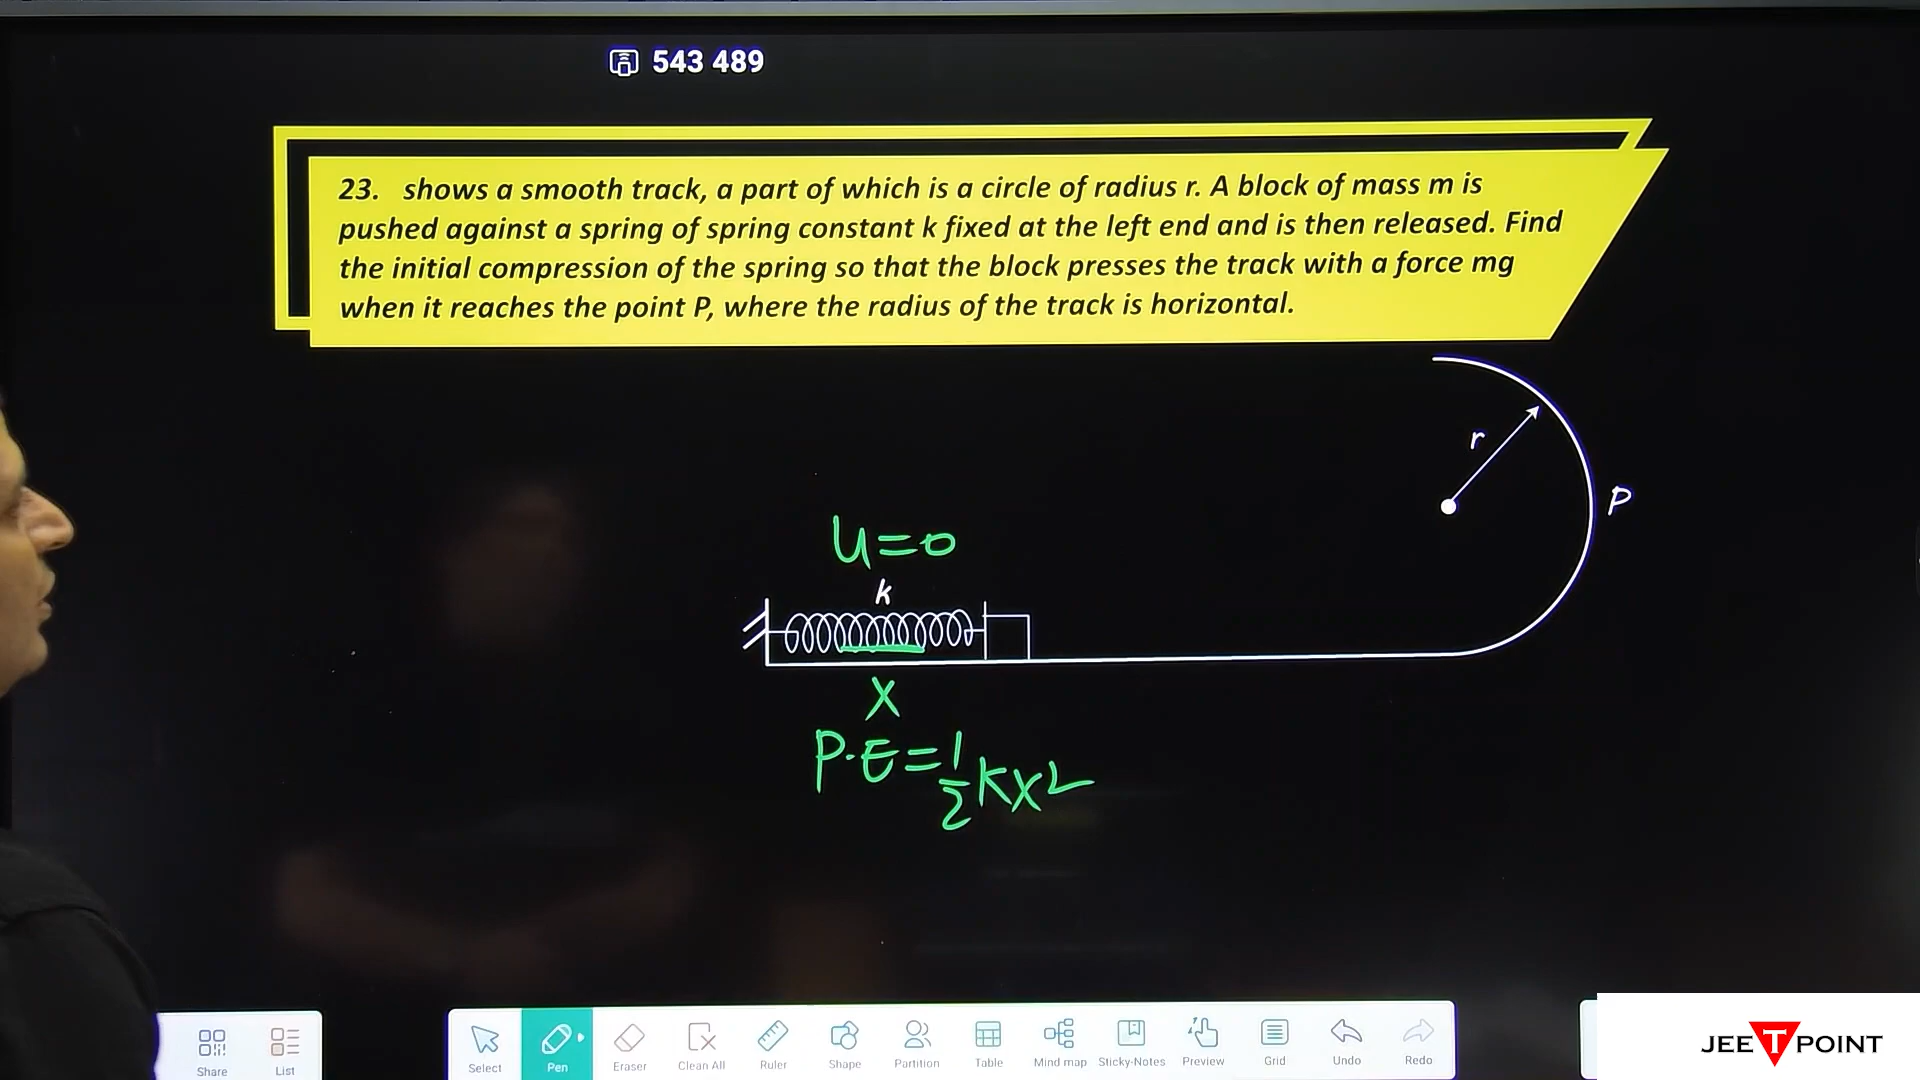 543 489
23. shows a smooth track, a part of which is a circle of radius r. A block of mass m is
pushed against a spring of spring constant k fixed at the left end and is then released. Find
the initial compression of the spring so that the block presses the track with a force mg
when it reaches the point P, where the radius of the track is horizontal.
r
P
U=0
k
X
P.E=1/2 KX²
Share
List
Select
Pen
Eraser
Clean All
Ruler
Shape
Partition
Table
Mind map
Sticky-Notes
Preview
Grid
Undo
Redo
JEE T POINT